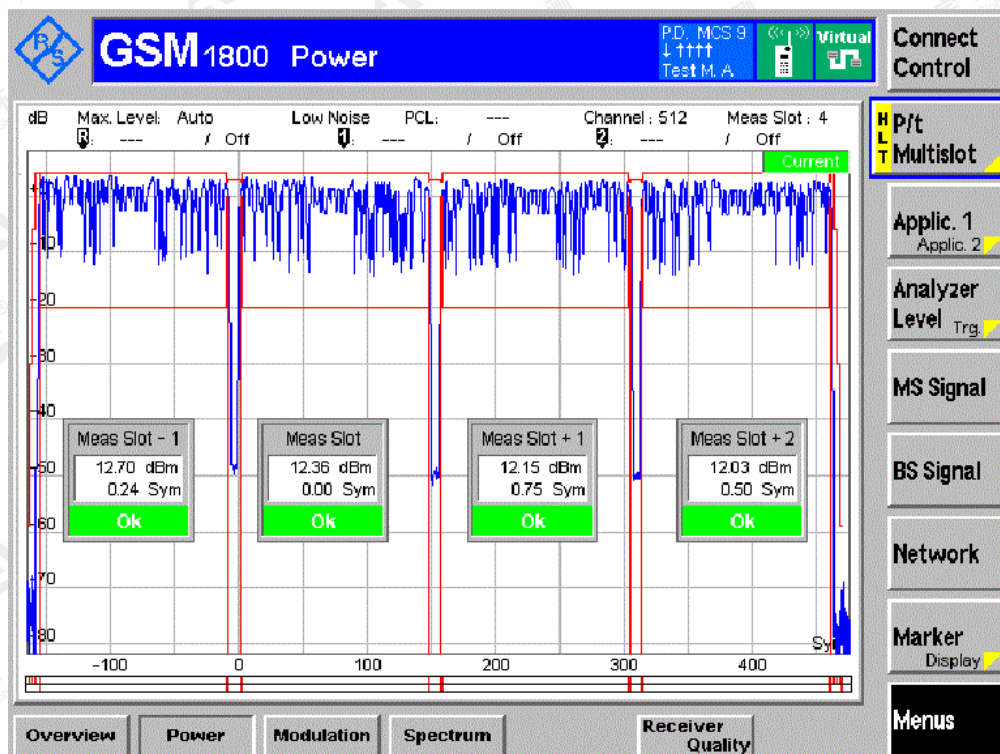 R S
GSM 1800 Power
P.D. MCS 9
↓ ↑↑↑↑
Test M. A.
Virtual
Connect
Control
dB Max. Level: Auto Low Noise PCL: --- Channel : 512 Meas Slot : 4
R: --- / Off 1: --- / Off 2: --- / Off
HLT
P/t
Multislot
Current
Applic. 1
Applic. 2
-10
-20
Analyzer
Level Trg.
-30
MS Signal
-40
Meas Slot - 1
12.70 dBm
0.24 Sym
Ok
Meas Slot
12.36 dBm
0.00 Sym
Ok
Meas Slot + 1
12.15 dBm
0.75 Sym
Ok
Meas Slot + 2
12.03 dBm
0.50 Sym
Ok
-50
BS Signal
-60
Network
-70
-80
Marker
Display
-100 0 100 200 300 400
Menus
Overview Power Modulation Spectrum Receiver
Quality